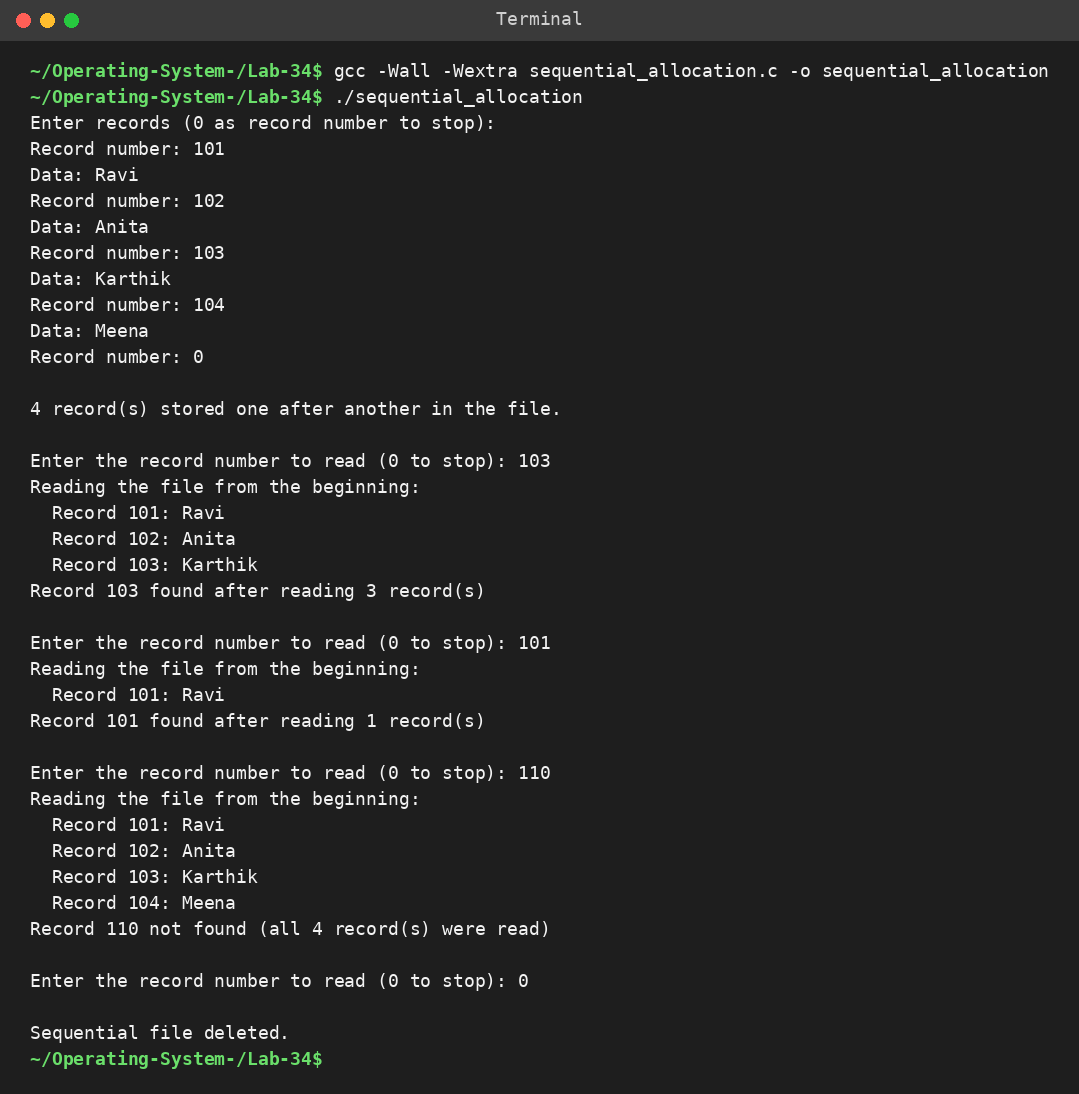 Terminal
~/Operating-System-/Lab-34$ gcc -Wall -Wextra sequential_allocation.c -o sequential_allocation
~/Operating-System-/Lab-34$ ./sequential_allocation
Enter records (0 as record number to stop):
Record number: 101
Data: Ravi
Record number: 102
Data: Anita
Record number: 103
Data: Karthik
Record number: 104
Data: Meena
Record number: 0

4 record(s) stored one after another in the file.

Enter the record number to read (0 to stop): 103
Reading the file from the beginning:
  Record 101: Ravi
  Record 102: Anita
  Record 103: Karthik
Record 103 found after reading 3 record(s)

Enter the record number to read (0 to stop): 101
Reading the file from the beginning:
  Record 101: Ravi
Record 101 found after reading 1 record(s)

Enter the record number to read (0 to stop): 110
Reading the file from the beginning:
  Record 101: Ravi
  Record 102: Anita
  Record 103: Karthik
  Record 104: Meena
Record 110 not found (all 4 record(s) were read)

Enter the record number to read (0 to stop): 0

Sequential file deleted.
~/Operating-System-/Lab-34$